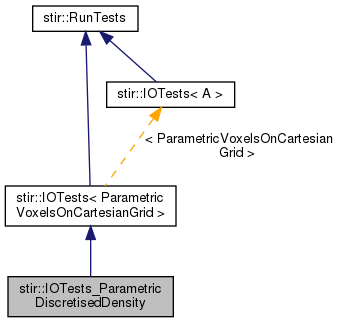 stir::RunTests
stir::IOTests< A >
< ParametricVoxelsOnCartesian
Grid >
stir::IOTests< Parametric
VoxelsOnCartesianGrid >
stir::IOTests_Parametric
DiscretisedDensity